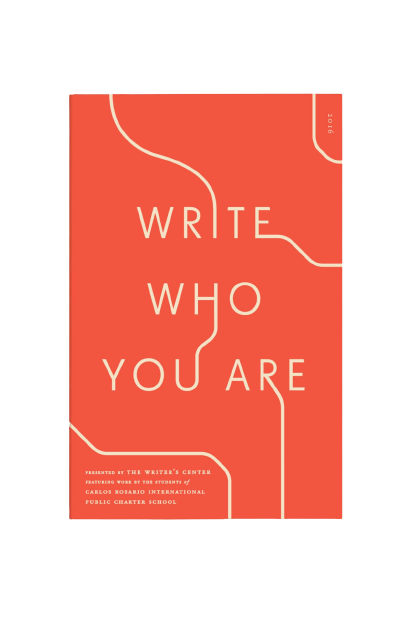 2016
WRITE
WHO
YOU ARE
PRESENTED BY THE WRITER'S CENTER
FEATURING WORK BY THE STUDENTS of
CARLOS ROSARIO INTERNATIONAL
PUBLIC CHARTER SCHOOL